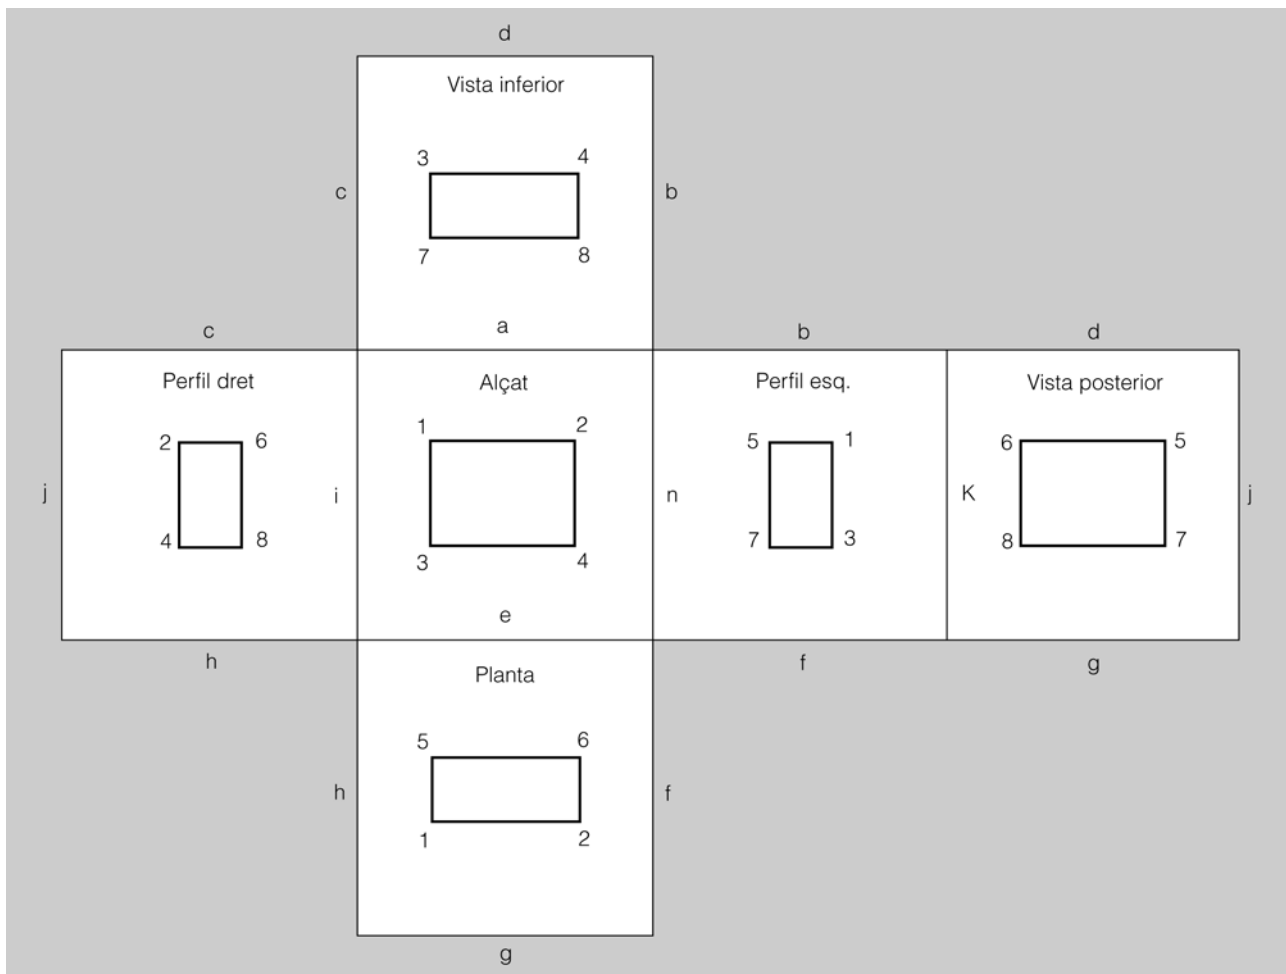 d
Vista inferior
3 4
c b
7 8
a
c b d
Perfil dret Alçat Perfil esq. Vista posterior
2 6 1 2 5 1 6 5
j i n K j
4 8 3 4 7 3 8 7
e
h f g
Planta
5 6
h f
1 2
g